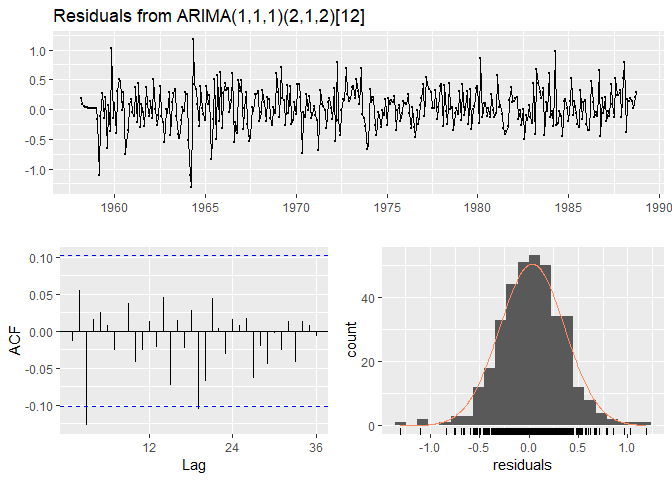 Residuals from ARIMA(1,1,1)(2,1,2)[12]
1.0
0.5
0.0
-0.5
-1.0
1960 1965 1970 1975 1980 1985 1990
0.10
0.05
0.00
-0.05
-0.10
ACF
12 24 36
Lag
40
20
0
count
-1.0 -0.5 0.0 0.5 1.0
residuals